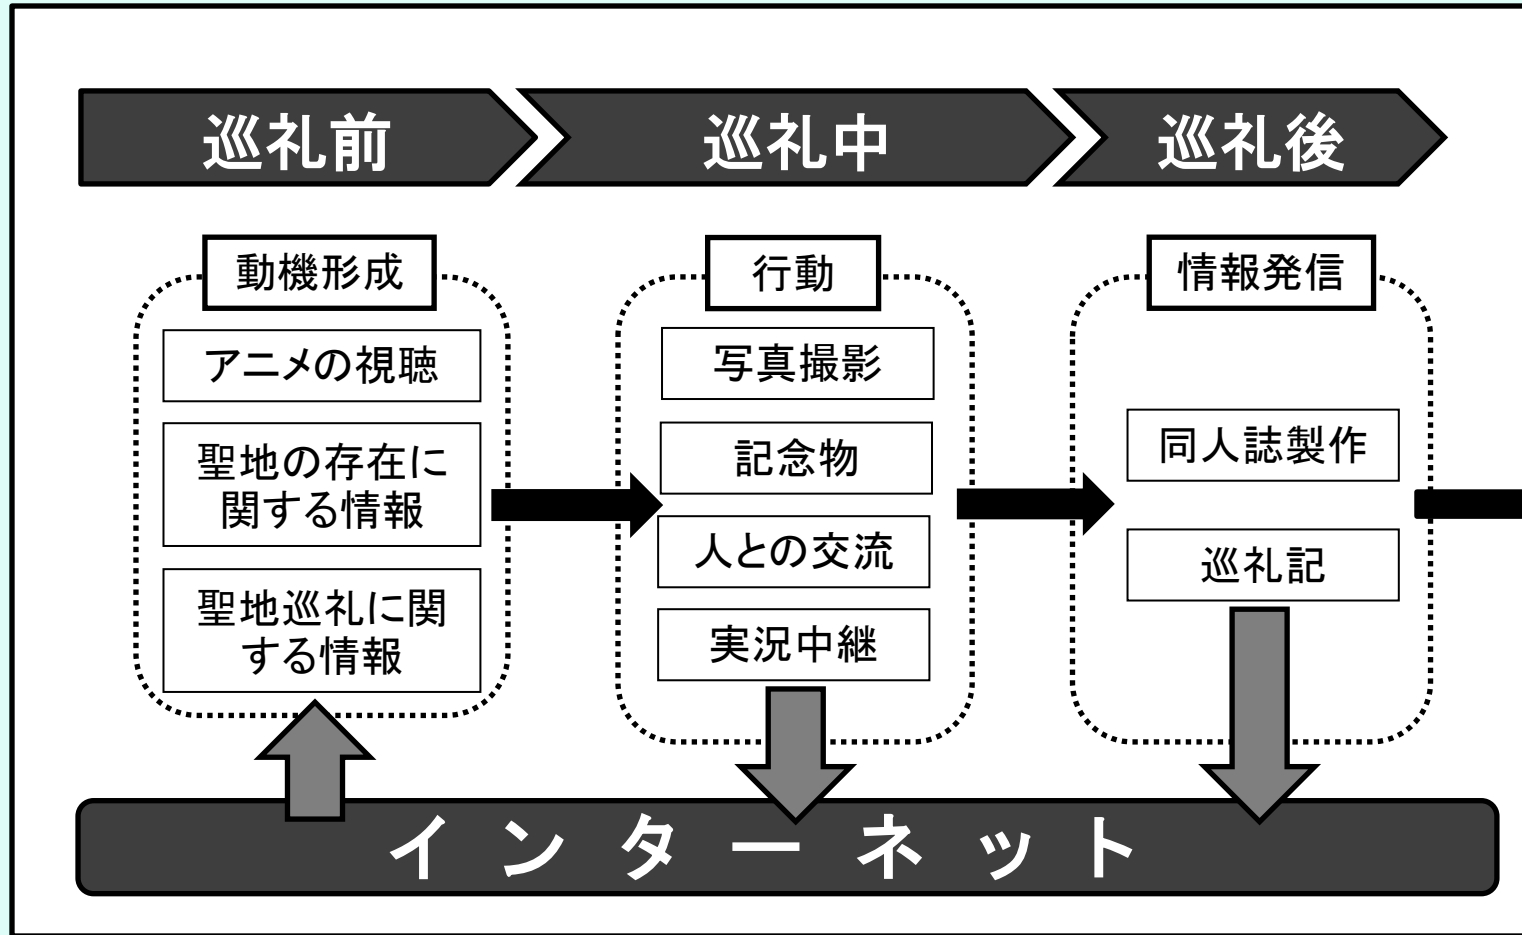 巡礼前
巡礼中
巡礼後
動機形成
アニメの視聴
聖地の存在に
関する情報
聖地巡礼に関
する情報
行動
写真撮影
記念物
人との交流
実況中継
情報発信
同人誌製作
巡礼記
インターネット